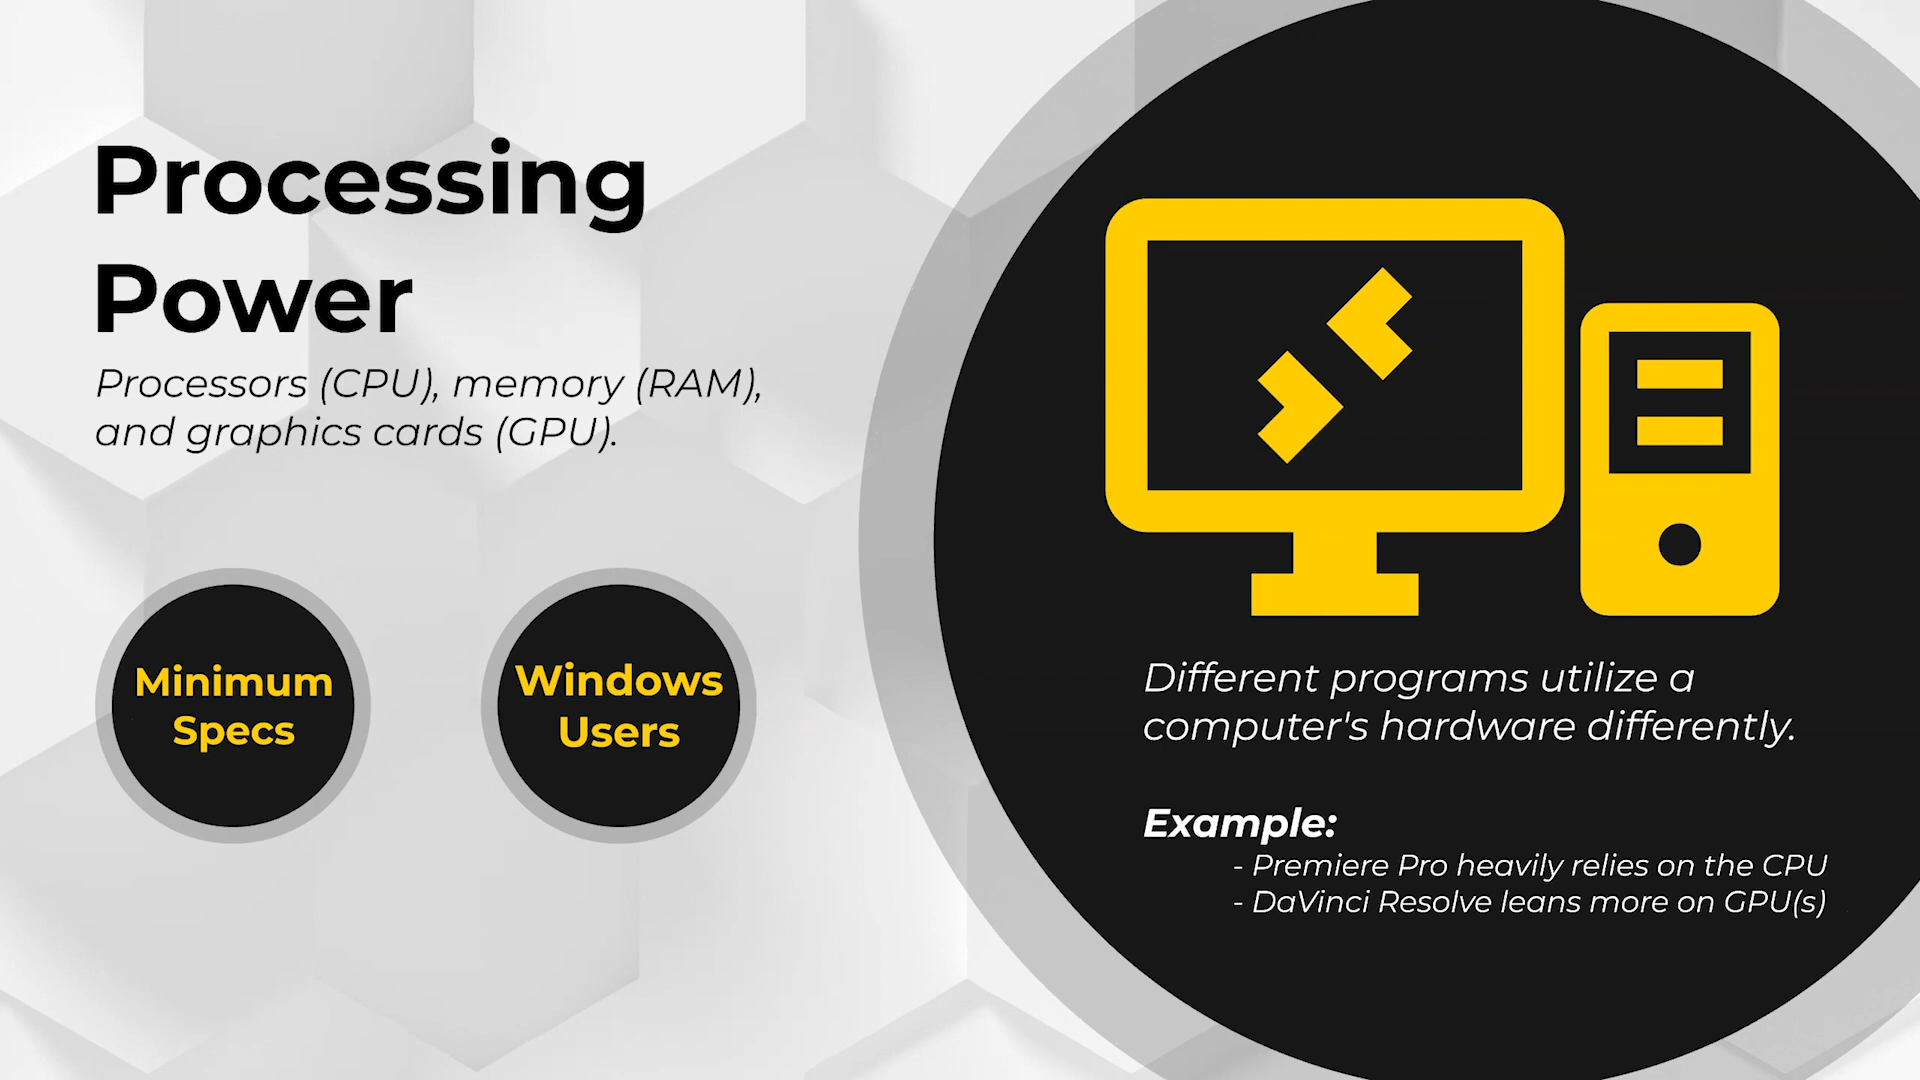 Processing
Power
Processors (CPU), memory (RAM),
and graphics cards (GPU).
Minimum
Specs
Windows
Users
Different programs utilize a
computer's hardware differently.
Example:
- Premiere Pro heavily relies on the CPU
- DaVinci Resolve leans more on GPU(s)